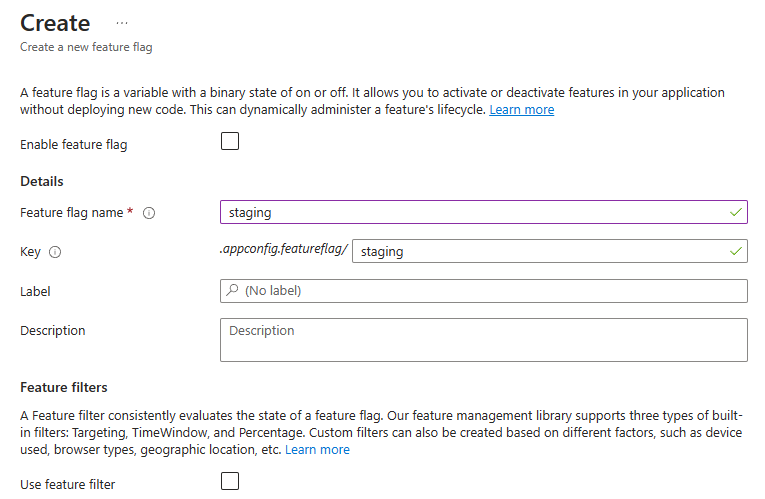 Create ...
Create a new feature flag
A feature flag is a variable with a binary state of on or off. It allows you to activate or deactivate features in your application
without deploying new code. This can dynamically administer a feature's lifecycle. Learn more
Enable feature flag
Details
Feature flag name *
staging
Key
.appconfig.featureflag/ staging
Label
(No label)
Description
Description
Feature filters
A Feature filter consistently evaluates the state of a feature flag. Our feature management library supports three types of built-
in filters: Targeting, TimeWindow, and Percentage. Custom filters can also be created based on different factors, such as device
used, browser types, geographic location, etc. Learn more
Use feature filter